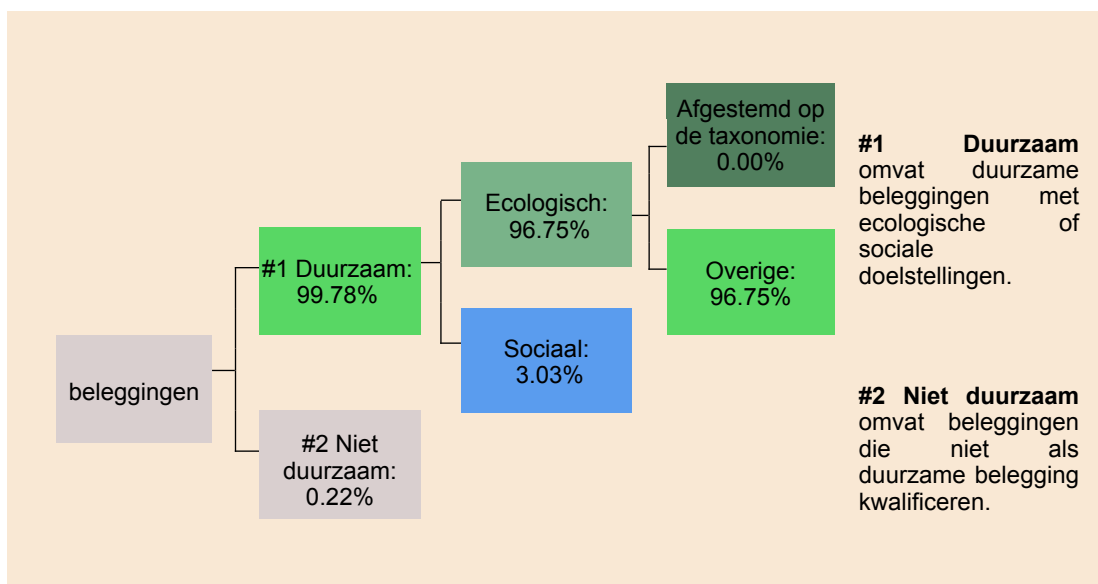 beleggingen
#1 Duurzaam:
99.78%
#2 Niet
duurzaam:
0.22%
Ecologisch:
96.75%
Sociaal:
3.03%
Afgestemd op
de taxonomie:
0.00%
Overige:
96.75%
#1 Duurzaam
omvat duurzame
beleggingen met
ecologische of
sociale
doelstellingen.
#2 Niet duurzaam
omvat beleggingen
die niet als
duurzame belegging
kwalificeren.